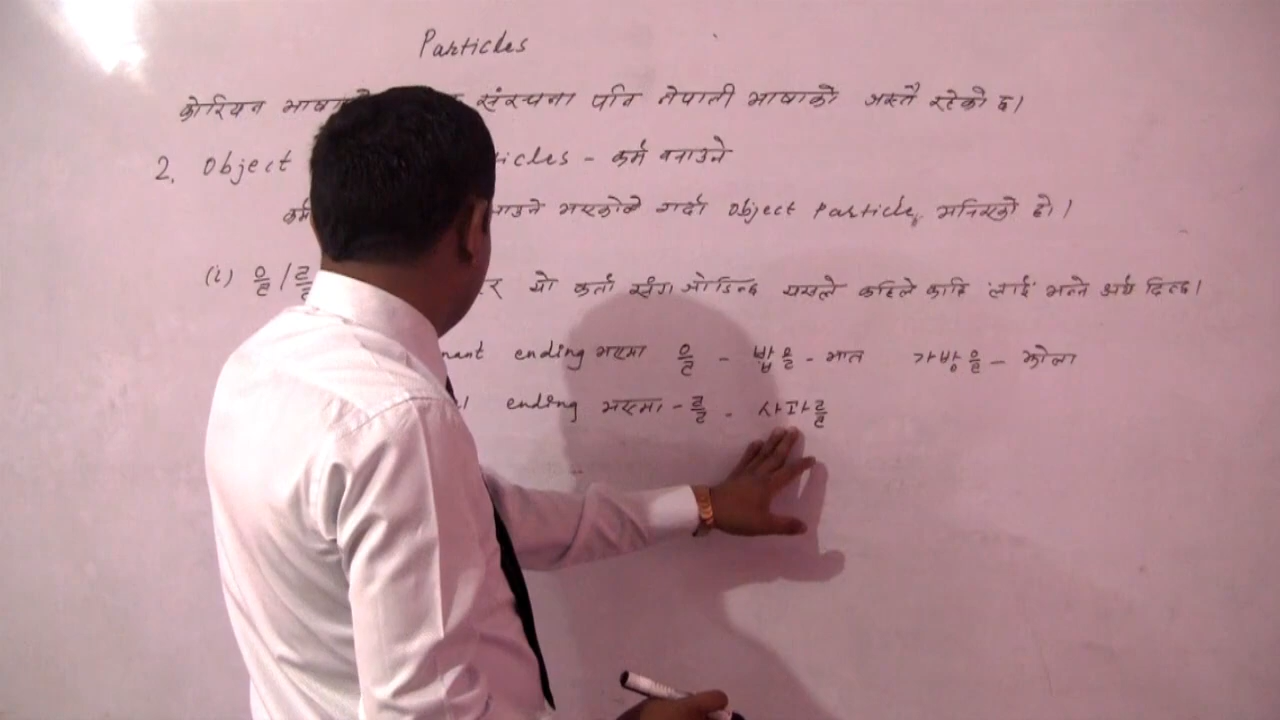 Particles
कोरियन संरचना पनि नेपाली भाषाको जस्तै रहेको छ।
2. Object - कर्म बनाउने
भएकोले गर्दा Object Particle भनिएको हो।
(i) 을/를 यो कर्ता संग जोडिन्छ यसले कहिले काहि 'लाई' भन्ने अर्थ दिन्छ।
ending भएमा 을 - 밥을 - भात 가방을 - झोला
ending भएमा - 를 - 사과를